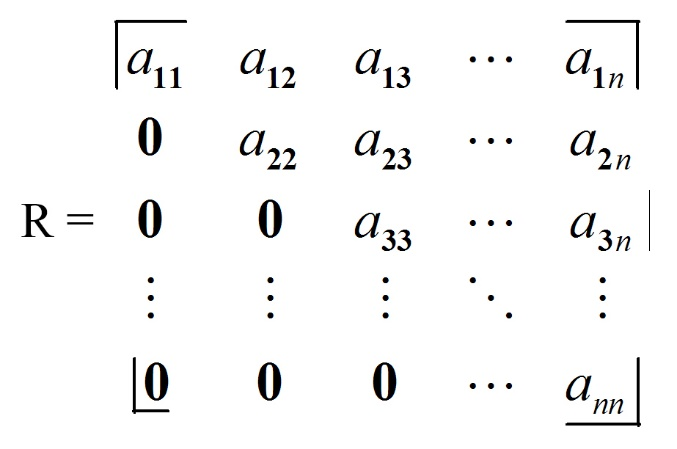 a₁₁ a₁₂ a₁₃ ⋯ a₁ₙ
0 a₂₂ a₂₃ ⋯ a₂ₙ
R = 0 0 a₃₃ ⋯ a₃ₙ
⋮ ⋮ ⋮ ⋱ ⋮
0 0 0 ⋯ aₙₙ